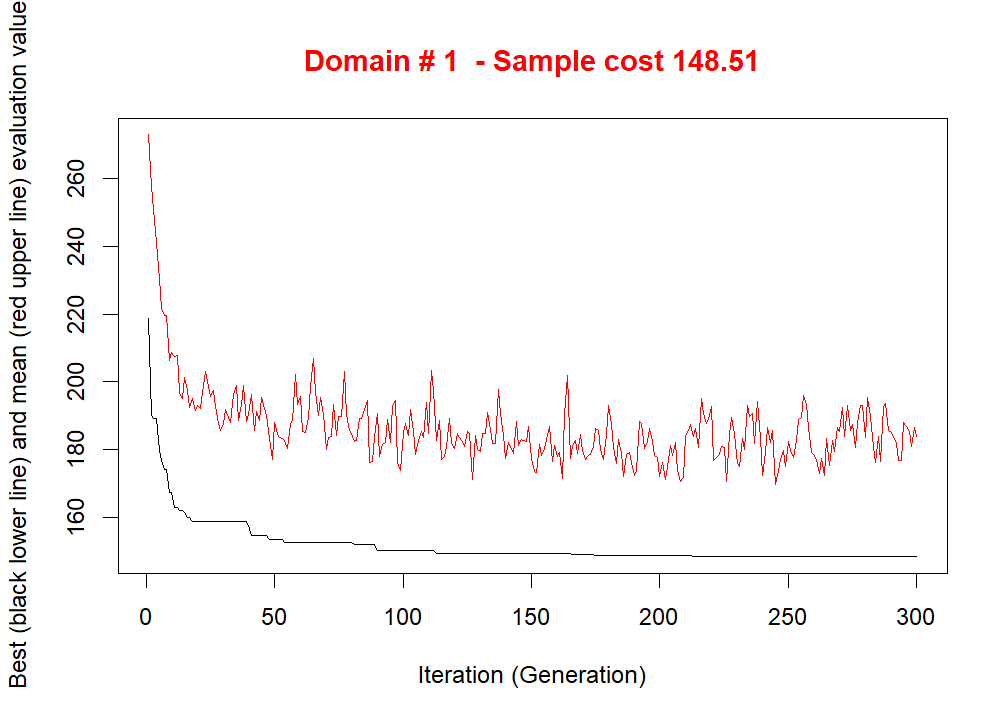 Domain # 1  - Sample cost 148.51
Best (black lower line) and mean (red upper line) evaluation value
260
240
220
200
180
160
0 50 100 150 200 250 300
Iteration (Generation)